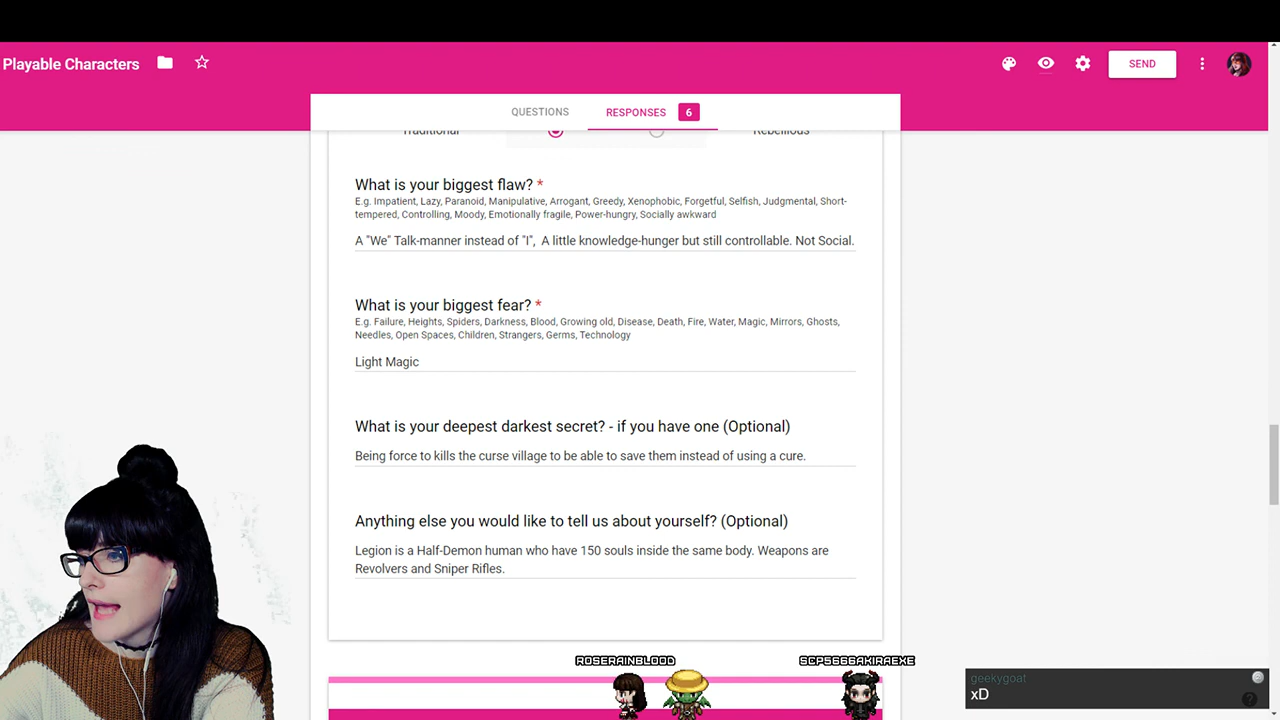 Playable Characters
SEND
QUESTIONS
RESPONSES
6
Traditional
Rebellious
What is your biggest flaw? *
E.g. Impatient, Lazy, Paranoid, Manipulative, Arrogant, Greedy, Xenophobic, Forgetful, Selfish, Judgmental, Short-
tempered, Controlling, Moody, Emotionally fragile, Power-hungry, Socially awkward
A "We" Talk-manner instead of "I",  A little knowledge-hunger but still controllable. Not Social.
What is your biggest fear? *
E.g. Failure, Heights, Spiders, Darkness, Blood, Growing old, Disease, Death, Fire, Water, Magic, Mirrors, Ghosts,
Needles, Open Spaces, Children, Strangers, Germs, Technology
Light Magic
What is your deepest darkest secret? - if you have one (Optional)
Being force to kills the curse village to be able to save them instead of using a cure.
Anything else you would like to tell us about yourself? (Optional)
Legion is a Half-Demon human who have 150 souls inside the same body. Weapons are
Revolvers and Sniper Rifles.
ROSERAINBLOOD
SCP5666AKIRAEXE
geekygoat
xD